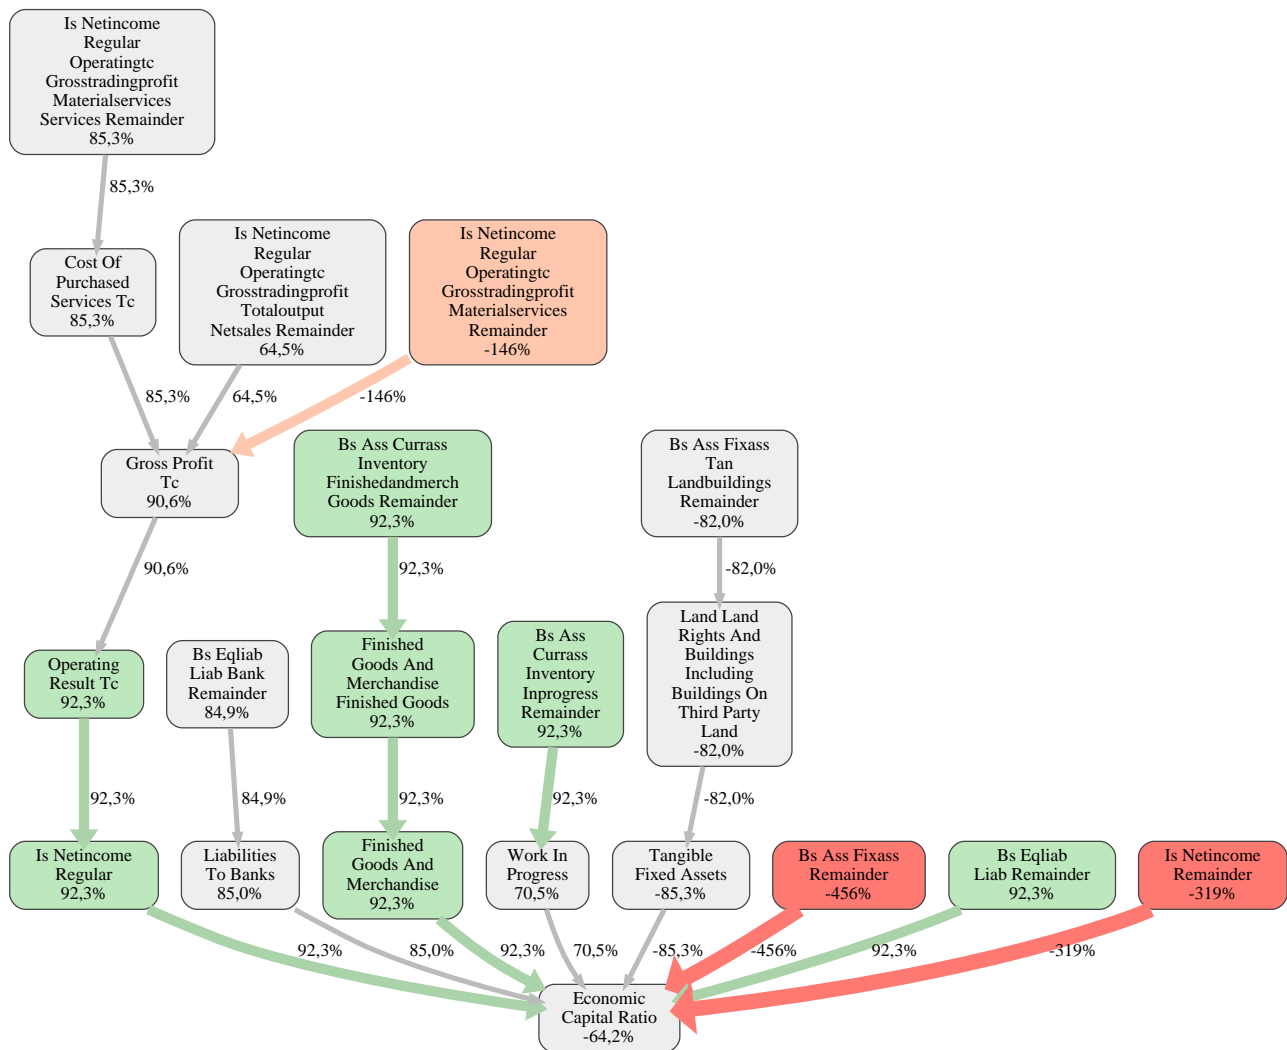 Is Netincome
Regular
Operatingtc
Grosstradingprofit
Materialservices
Services Remainder
85,3%
85,3%
Cost Of
Purchased
Services Tc
85,3%
Is Netincome
Regular
Operatingtc
Grosstradingprofit
Totaloutput
Netsales Remainder
64,5%
Is Netincome
Regular
Operatingtc
Grosstradingprofit
Materialservices
Remainder
-146%
85,3%
64,5%
-146%
Gross Profit
Tc
90,6%
Bs Ass Currass
Inventory
Finishedandmerch
Goods Remainder
92,3%
Bs Ass Fixass
Tan
Landbuildings
Remainder
-82,0%
90,6%
92,3%
-82,0%
Operating
Result Tc
92,3%
Bs Eqliab
Liab Bank
Remainder
84,9%
Finished
Goods And
Merchandise
Finished Goods
92,3%
Bs Ass
Currass
Inventory
Inprogress
Remainder
92,3%
Land Land
Rights And
Buildings
Including
Buildings On
Third Party
Land
-82,0%
92,3%
84,9%
92,3%
92,3%
-82,0%
Is Netincome
Regular
92,3%
Liabilities
To Banks
85,0%
Finished
Goods And
Merchandise
92,3%
Work In
Progress
70,5%
Tangible
Fixed Assets
-85,3%
Bs Ass Fixass
Remainder
-456%
Bs Eqliab
Liab Remainder
92,3%
Is Netincome
Remainder
-319%
92,3%
85,0%
92,3%
70,5%
-85,3%
-456%
92,3%
-319%
Economic
Capital Ratio
-64,2%